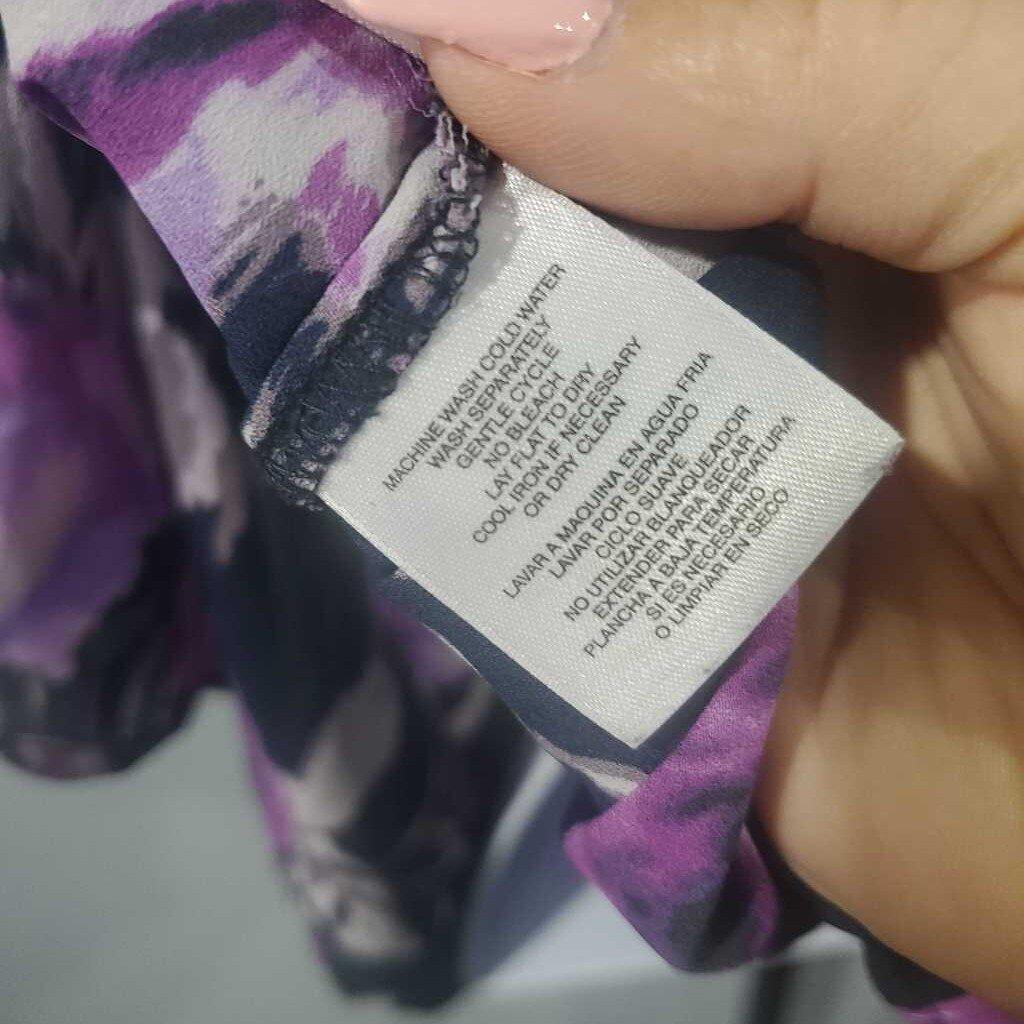 MACHINE WASH COLD WATER
WASH SEPARATELY
GENTLE CYCLE
NO BLEACH
LAY FLAT TO DRY
COOL IRON IF NECESSARY
OR DRY CLEAN
LAVAR A MAQUINA EN AGUA FRIA
LAVAR POR SEPARADO
CICLO SUAVE
NO UTILIZAR BLANQUEADOR
EXTENDER PARA SECAR
PLANCHA A BAJA TEMPERATURA
SI ES NECESARIO
O LIMPIAR EN SECO